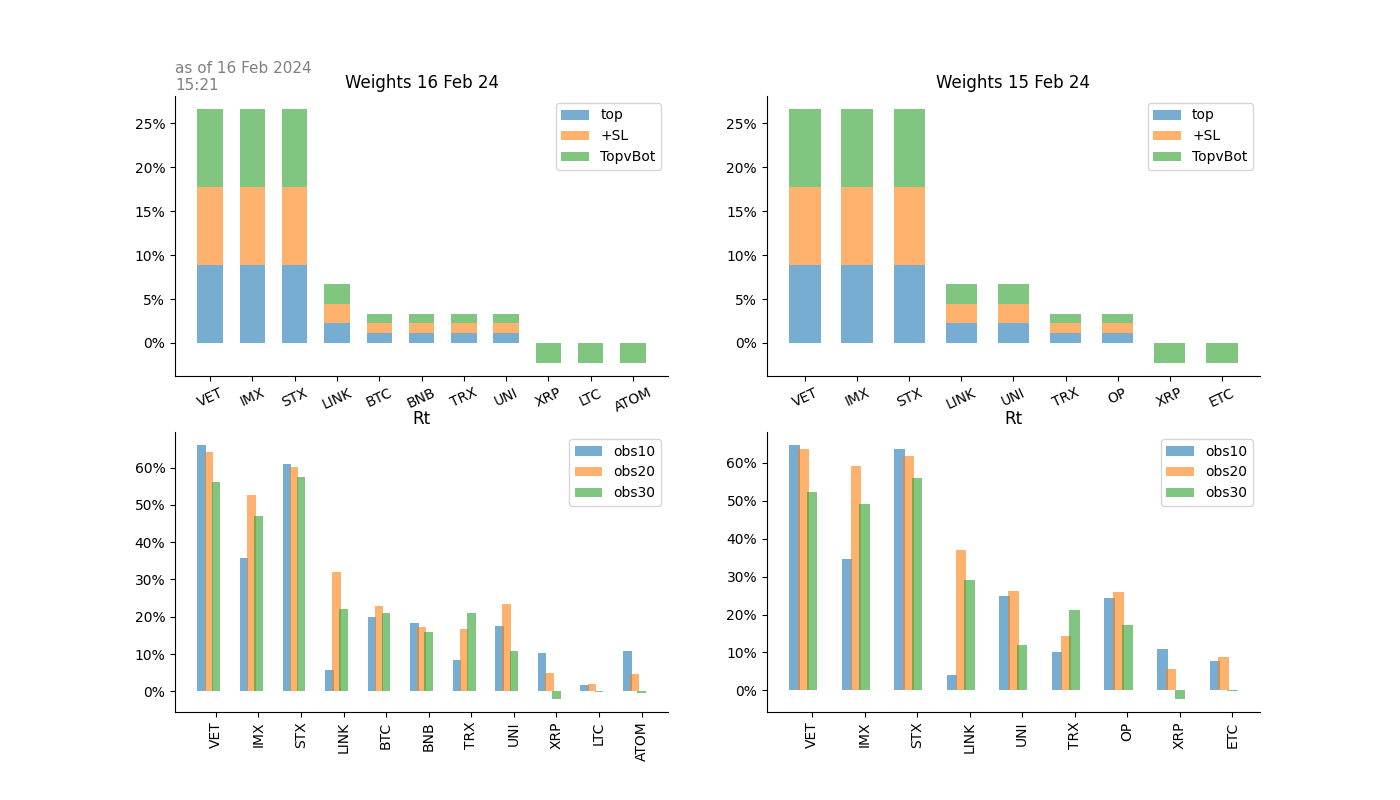 as of 16 Feb 2024
15:21
Weights 16 Feb 24
25%
20%
15%
10%
5%
0%
top
+SL
TopvBot
VET IMX STX LINK BTC BNB TRX UNI XRP LTC ATOM
Weights 15 Feb 24
25%
20%
15%
10%
5%
0%
top
+SL
TopvBot
VET IMX STX LINK UNI TRX OP XRP ETC
Rt
60%
50%
40%
30%
20%
10%
0%
obs10
obs20
obs30
VET IMX STX LINK BTC BNB TRX UNI XRP LTC ATOM
Rt
60%
50%
40%
30%
20%
10%
0%
obs10
obs20
obs30
VET IMX STX LINK UNI TRX OP XRP ETC